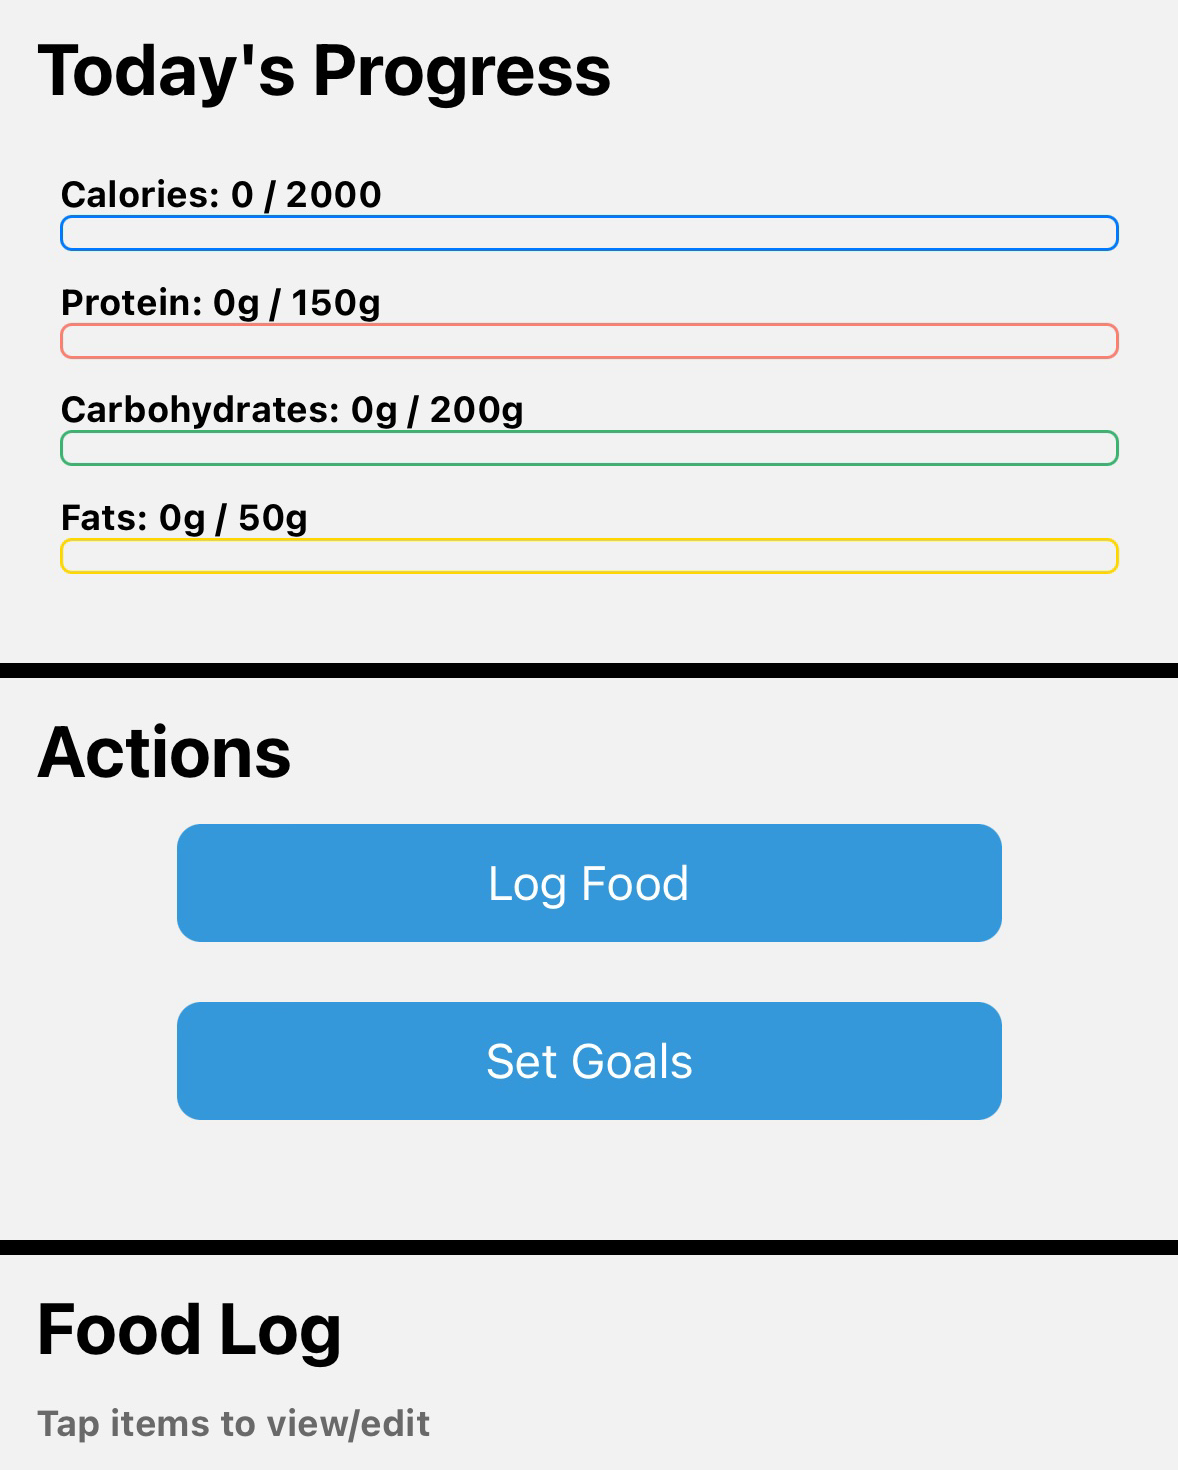 Today's Progress
Calories: 0 / 2000
Protein: 0g / 150g
Carbohydrates: 0g / 200g
Fats: 0g / 50g
Actions
Log Food
Set Goals
Food Log
Tap items to view/edit